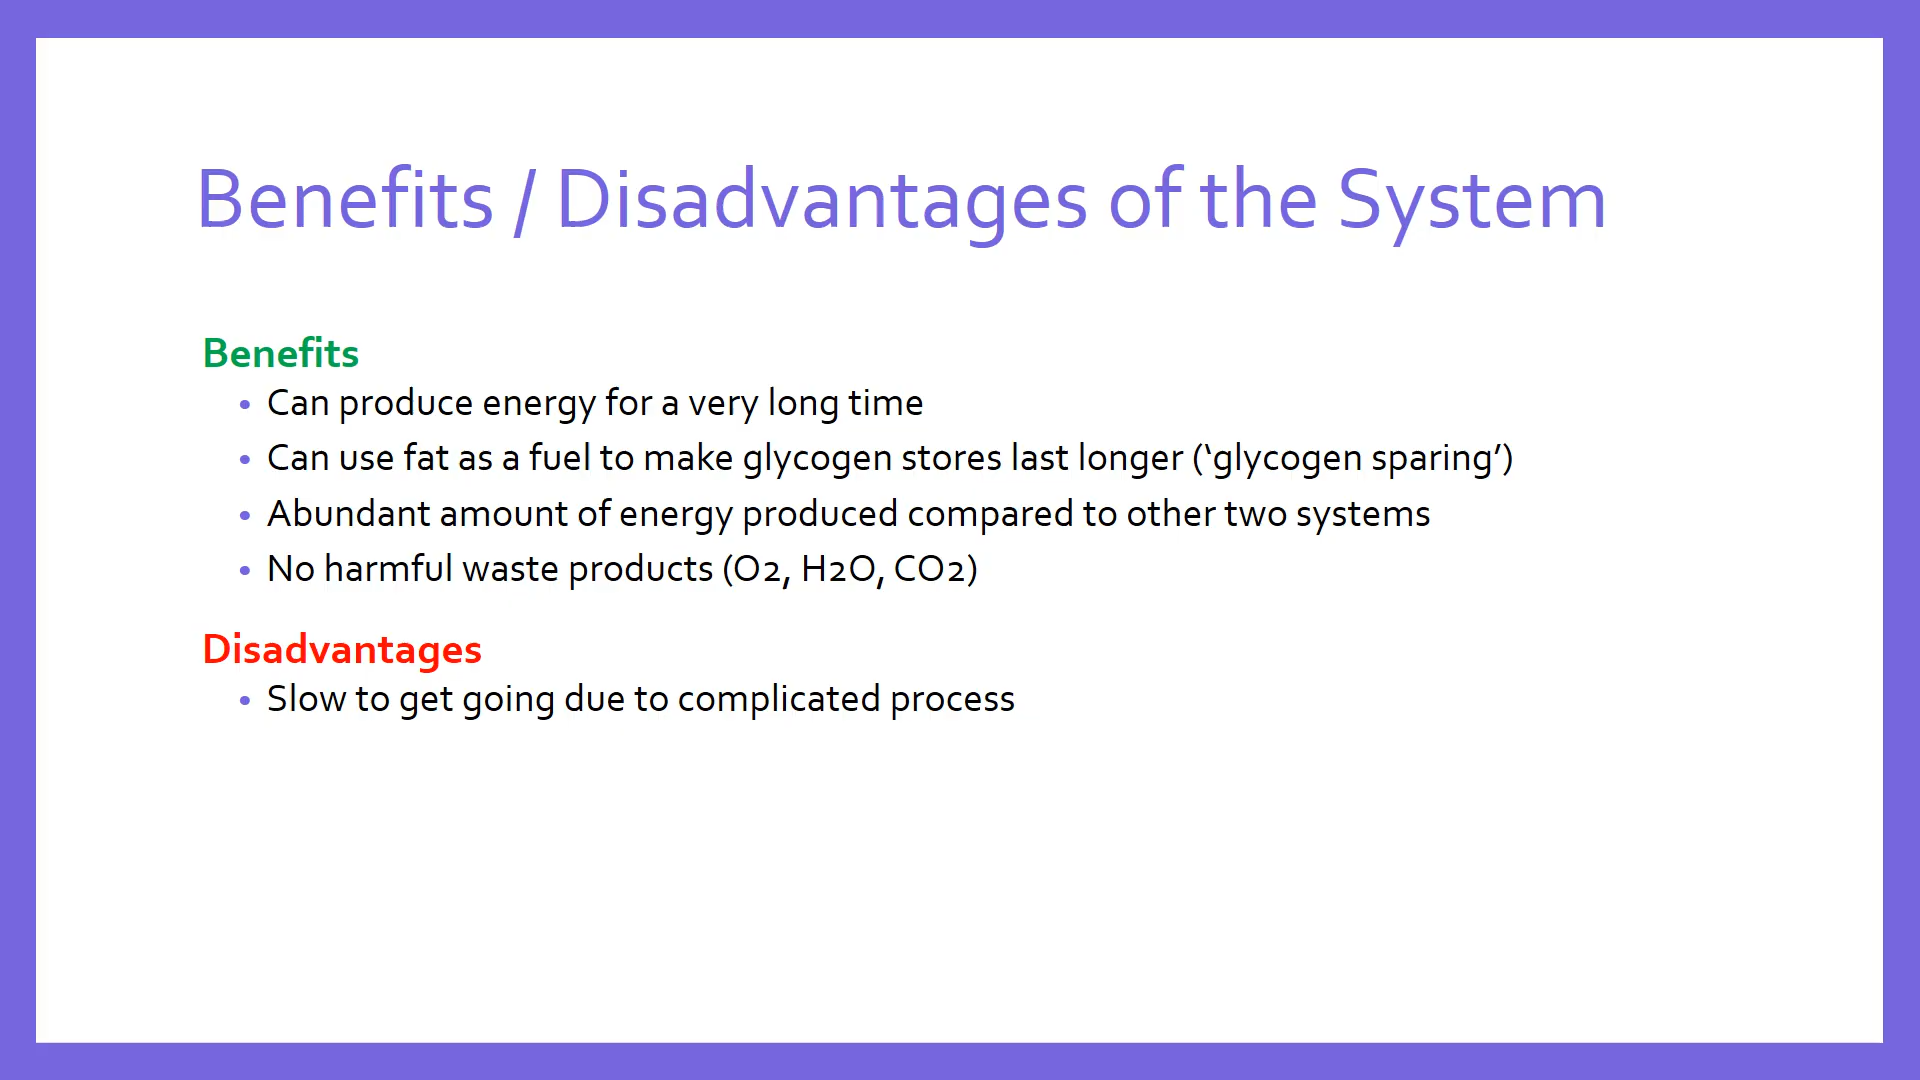 Benefits / Disadvantages of the System
Benefits
• Can produce energy for a very long time
• Can use fat as a fuel to make glycogen stores last longer (‘glycogen sparing’)
• Abundant amount of energy produced compared to other two systems
• No harmful waste products (O2, H2O, CO2)
Disadvantages
• Slow to get going due to complicated process